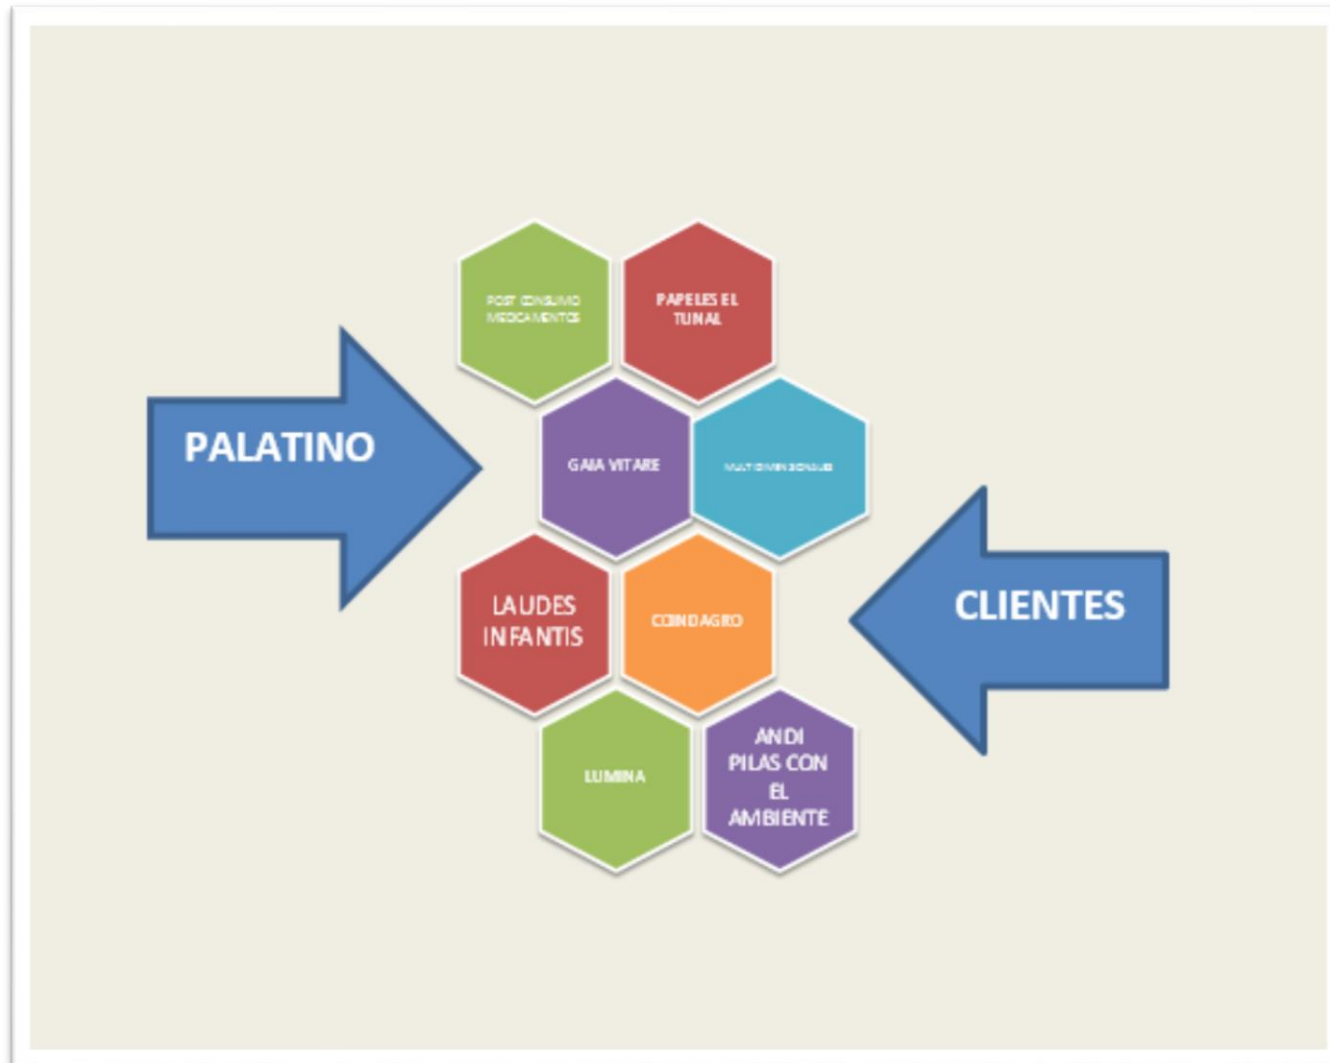 POST CONSUMO
MEDICAMENTOS
PAPELES EL
TUNAL
PALATINO
GAIA VITARE
MULTIDIMENSIONALES
LAUDES
INFANTIS
COINDAGRO
CLIENTES
LUMINA
ANDI
PILAS CON
EL
AMBIENTE